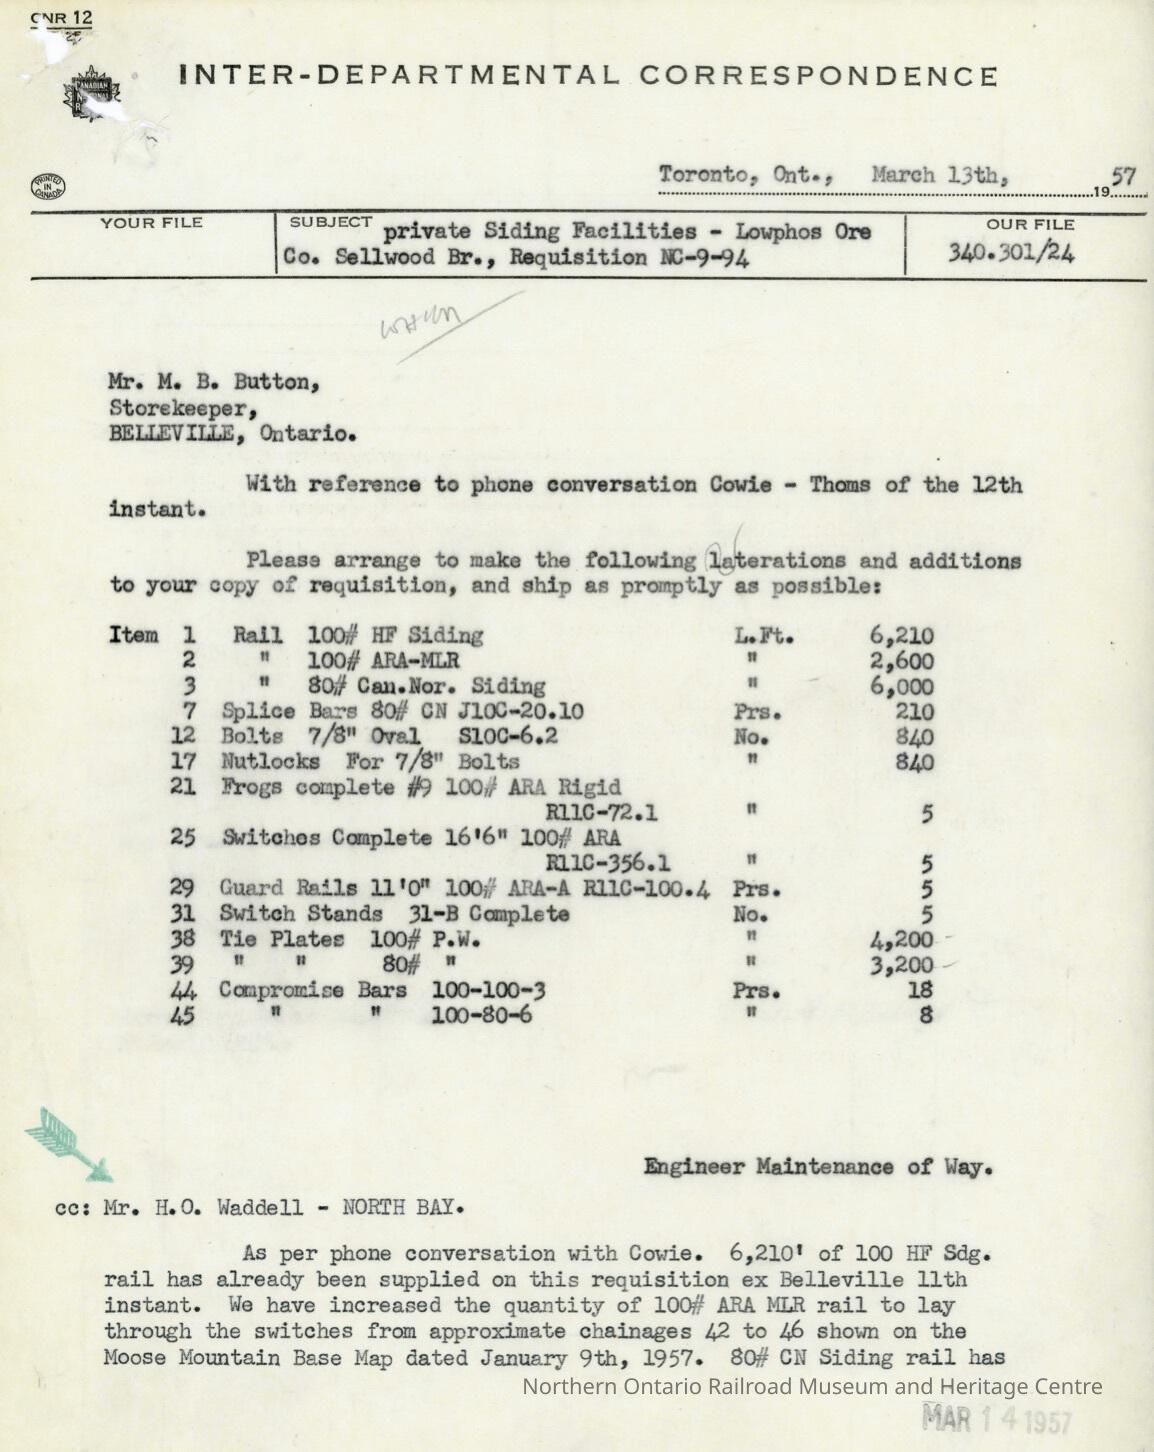 CNR 12
CANADIAN
INTER-DEPARTMENTAL CORRESPONDENCE
PRINTED
IN
CANADA
Toronto, Ont., March 13th, 1957
YOUR FILE
SUBJECT private Siding Facilities - Lowphos Ore
Co. Sellwood Br., Requisition NC-9-94
OUR FILE
340.301/24
Mr. M. B. Button,
Storekeeper,
BELLEVILLE, Ontario.
With reference to phone conversation Cowie - Thoms of the 12th
instant.
Please arrange to make the following laterations and additions
to your copy of requisition, and ship as promptly as possible:
Item 1 Rail 100# HF Siding L.Ft. 6,210
2 " 100# ARA-MLR " 2,600
3 " 80# Can.Nor. Siding " 6,000
7 Splice Bars 80# CN J10C-20.10 Prs. 210
12 Bolts 7/8" Oval S10C-6.2 No. 840
17 Nutlocks For 7/8" Bolts " 840
21 Frogs complete #9 100# ARA Rigid
R11C-72.1 " 5
25 Switches Complete 16'6" 100# ARA
R11C-356.1 " 5
29 Guard Rails 11'0" 100# ARA-A R11C-100.4 Prs. 5
31 Switch Stands 31-B Complete No. 5
38 Tie Plates 100# P.W. " 4,200
39 " " 80# " " 3,200
44 Compromise Bars 100-100-3 Prs. 18
45 " " 100-80-6 " 8
Engineer Maintenance of Way.
cc: Mr. H.O. Waddell - NORTH BAY.
As per phone conversation with Cowie. 6,210' of 100 HF Sdg.
rail has already been supplied on this requisition ex Belleville 11th
instant. We have increased the quantity of 100# ARA MLR rail to lay
through the switches from approximate chainages 42 to 46 shown on the
Moose Mountain Base Map dated January 9th, 1957. 80# CN Siding rail has
Northern Ontario Railroad Museum and Heritage Centre
MAR 14 1957